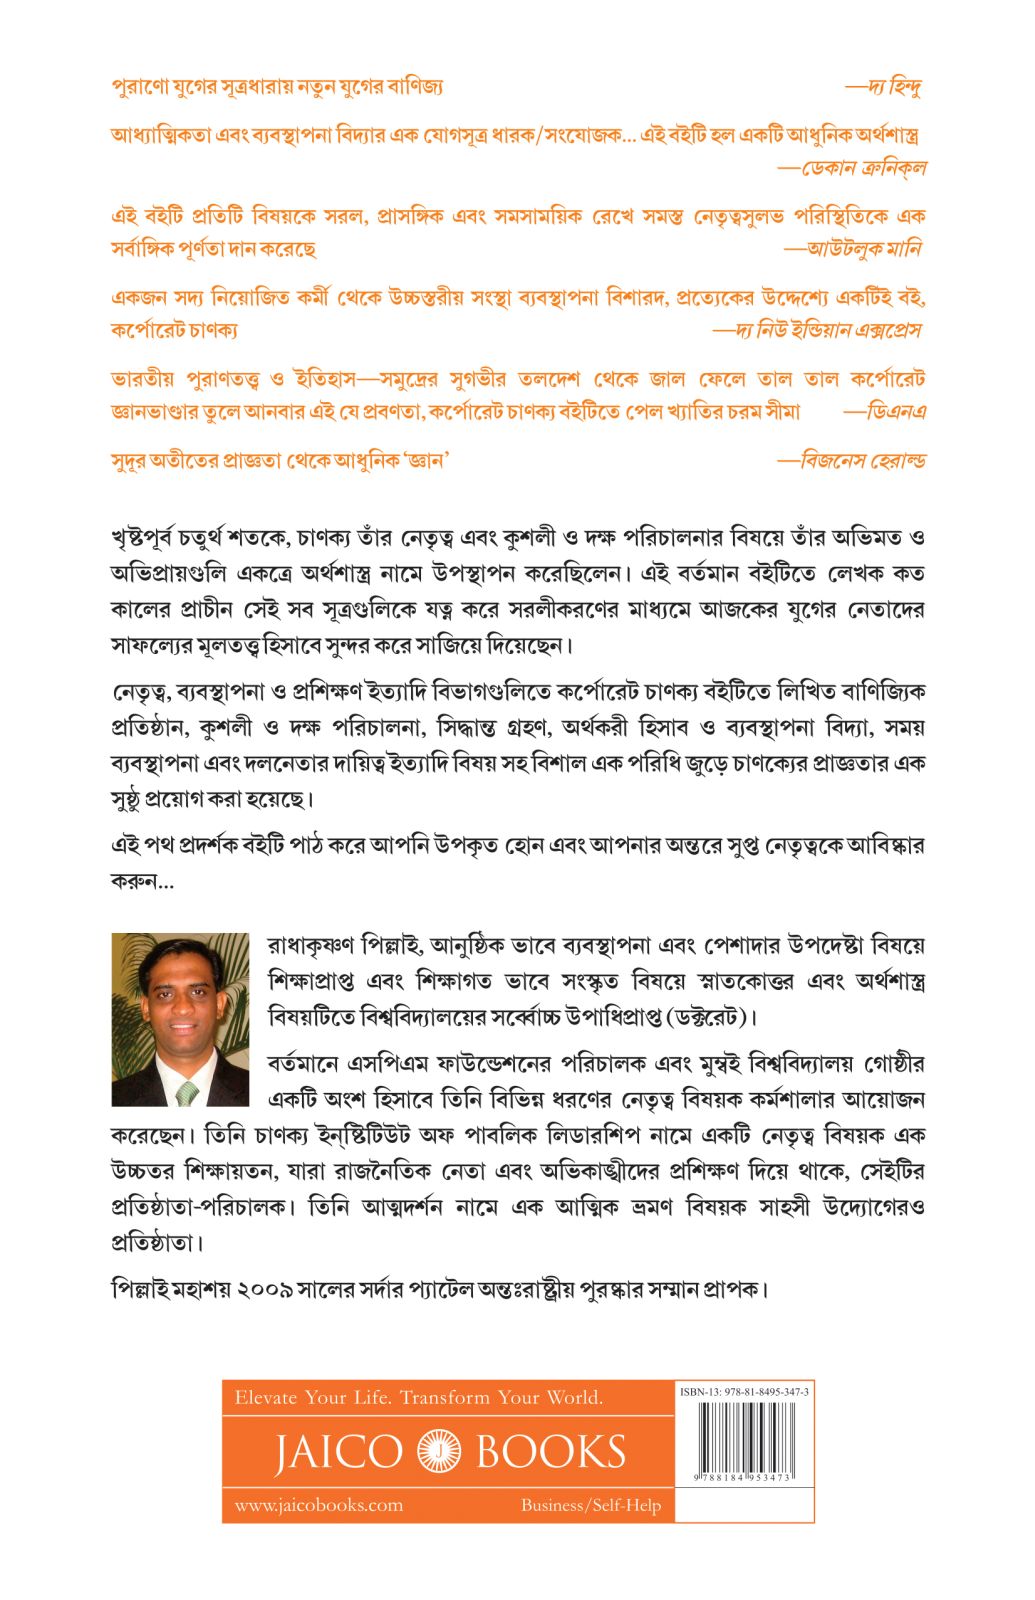 পুরাণো যুগের সূত্রধারায় নতুন যুগের বাণিজ্য —দ্য হিন্দু
আধ্যাত্মিকতা এবং ব্যবস্থাপনা বিদ্যার এক যোগসূত্র ধারক/সংযোজক... এই বইটি হল একটি আধুনিক অর্থশাস্ত্র
—ডেকান ক্রনিক্‌ল
এই বইটি প্রতিটি বিষয়কে সরল, প্রাসঙ্গিক এবং সমসাময়িক রেখে সমস্ত নেতৃত্বসুলভ পরিস্থিতিকে এক
সর্বাঙ্গিক পূর্ণতা দান করেছে —আউটলুক মানি
একজন সদ্য নিয়োজিত কর্মী থেকে উচ্চস্তরীয় সংস্থা ব্যবস্থাপনা বিশারদ, প্রত্যেকের উদ্দেশ্যে একটিই বই,
কর্পোরেট চাণক্য —দ্য নিউ ইন্ডিয়ান এক্সপ্রেস
ভারতীয় পুরাণতত্ত্ব ও ইতিহাস—সমুদ্রের সুগভীর তলদেশ থেকে জাল ফেলে তাল তাল কর্পোরেট
জ্ঞানভাণ্ডার তুলে আনবার এই যে প্রবণতা, কর্পোরেট চাণক্য বইটিতে পেল খ্যাতির চরম সীমা —ডিএনএ
সুদূর অতীতের প্রাজ্ঞতা থেকে আধুনিক ‘জ্ঞান’ —বিজনেস হেরাল্ড
খৃষ্টপূর্ব চতুর্থ শতকে, চাণক্য তাঁর নেতৃত্ব এবং কুশলী ও দক্ষ পরিচালনার বিষয়ে তাঁর অভিমত ও
অভিপ্রায়গুলি একত্রে অর্থশাস্ত্র নামে উপস্থাপন করেছিলেন। এই বর্তমান বইটিতে লেখক কত
কালের প্রাচীন সেই সব সূত্রগুলিকে যত্ন করে সরলীকরণের মাধ্যমে আজকের যুগের নেতাদের
সাফল্যের মূলতত্ত্ব হিসাবে সুন্দর করে সাজিয়ে দিয়েছেন।
নেতৃত্ব, ব্যবস্থাপনা ও প্রশিক্ষণ ইত্যাদি বিভাগগুলিতে কর্পোরেট চাণক্য বইটিতে লিখিত বাণিজ্যিক
প্রতিষ্ঠান, কুশলী ও দক্ষ পরিচালনা, সিদ্ধান্ত গ্রহণ, অর্থকরী হিসাব ও ব্যবস্থাপনা বিদ্যা, সময়
ব্যবস্থাপনা এবং দলনেতার দায়িত্ব ইত্যাদি বিষয় সহ বিশাল এক পরিধি জুড়ে চাণক্যের প্রাজ্ঞতার এক
সুষ্ঠু প্রয়োগ করা হয়েছে।
এই পথ প্রদর্শক বইটি পাঠ করে আপনি উপকৃত হোন এবং আপনার অন্তরে সুপ্ত নেতৃত্বকে আবিষ্কার
করুন...
রাধাকৃষ্ণণ পিল্লাই, আনুষ্ঠিক ভাবে ব্যবস্থাপনা এবং পেশাদার উপদেষ্টা বিষয়ে
শিক্ষাপ্রাপ্ত এবং শিক্ষাগত ভাবে সংস্কৃত বিষয়ে স্নাতকোত্তর এবং অর্থশাস্ত্র
বিষয়টিতে বিশ্ববিদ্যালয়ের সর্ব্বোচ্চ উপাধিপ্রাপ্ত (ডক্টরেট)।
বর্তমানে এসপিএম ফাউন্ডেশনের পরিচালক এবং মুম্বই বিশ্ববিদ্যালয় গোষ্ঠীর
একটি অংশ হিসাবে তিনি বিভিন্ন ধরণের নেতৃত্ব বিষয়ক কর্মশালার আয়োজন
করেছেন। তিনি চাণক্য ইন্‌ষ্টিটিউট অফ পাবলিক লিডারশিপ নামে একটি নেতৃত্ব বিষয়ক এক
উচ্চতর শিক্ষায়তন, যারা রাজনৈতিক নেতা এবং অভিকাঙ্খীদের প্রশিক্ষণ দিয়ে থাকে, সেইটির
প্রতিষ্ঠাতা-পরিচালক। তিনি আত্মদর্শন নামে এক আত্মিক ভ্রমণ বিষয়ক সাহসী উদ্যোগেরও
প্রতিষ্ঠাতা।
পিল্লাই মহাশয় ২০০৯ সালের সর্দার প্যাটেল অন্তঃরাষ্ট্রীয় পুরষ্কার সম্মান প্রাপক।
Elevate Your Life. Transform Your World.
ISBN-13: 978-81-8495-347-3
JAICO J BOOKS
9 788184 953473
www.jaicobooks.com Business/Self-Help